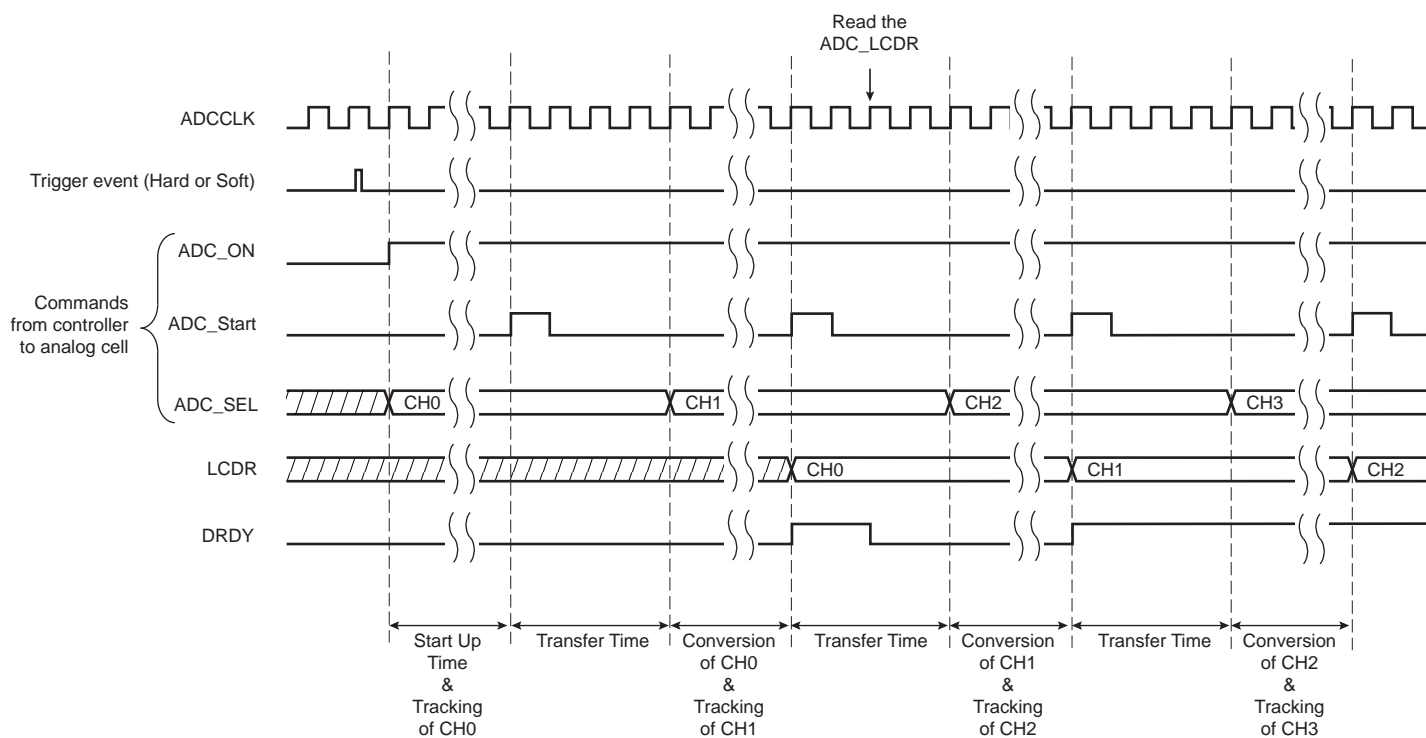 Read the
ADC_LCDR
ADCCLK
Trigger event (Hard or Soft)
ADC_ON
Commands
from controller
to analog cell
ADC_Start
ADC_SEL
CH0
CH1
CH2
CH3
LCDR
CH0
CH1
CH2
DRDY
Start Up
Time
&
Tracking
of CH0
Transfer Time
Conversion
of CH0
&
Tracking
of CH1
Transfer Time
Conversion
of CH1
&
Tracking
of CH2
Transfer Time
Conversion
of CH2
&
Tracking
of CH3